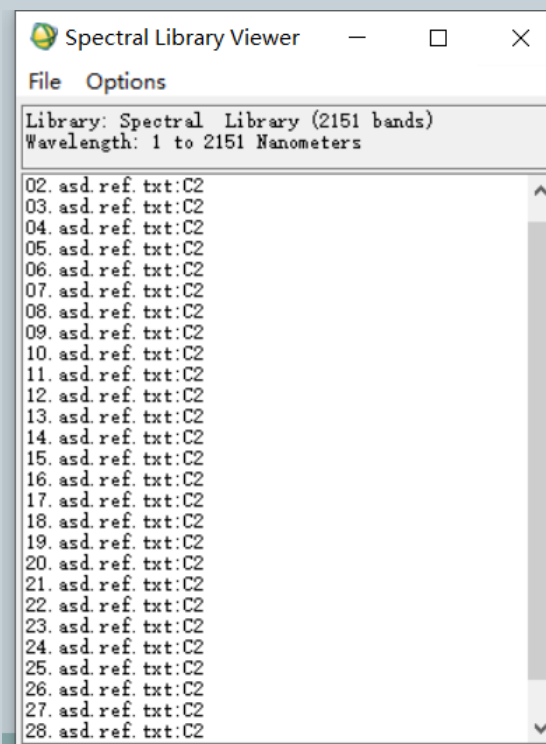 Spectral Library Viewer
File Options
Library: Spectral Library (2151 bands)
Wavelength: 1 to 2151 Nanometers
02.asd.ref.txt:C2
03.asd.ref.txt:C2
04.asd.ref.txt:C2
05.asd.ref.txt:C2
06.asd.ref.txt:C2
07.asd.ref.txt:C2
08.asd.ref.txt:C2
09.asd.ref.txt:C2
10.asd.ref.txt:C2
11.asd.ref.txt:C2
12.asd.ref.txt:C2
13.asd.ref.txt:C2
14.asd.ref.txt:C2
15.asd.ref.txt:C2
16.asd.ref.txt:C2
17.asd.ref.txt:C2
18.asd.ref.txt:C2
19.asd.ref.txt:C2
20.asd.ref.txt:C2
21.asd.ref.txt:C2
22.asd.ref.txt:C2
23.asd.ref.txt:C2
24.asd.ref.txt:C2
25.asd.ref.txt:C2
26.asd.ref.txt:C2
27.asd.ref.txt:C2
28.asd.ref.txt:C2